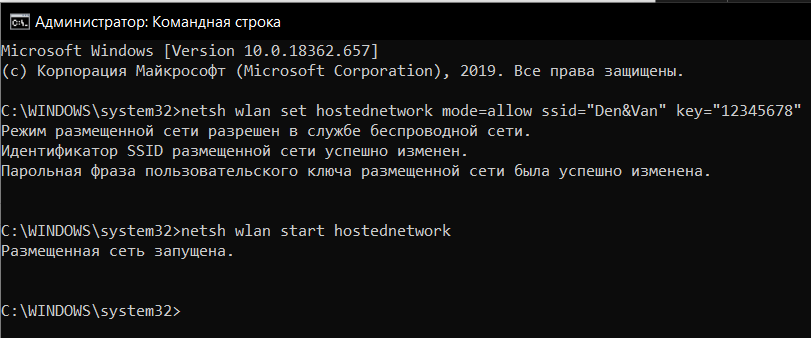 Администратор: Командная строка
Microsoft Windows [Version 10.0.18362.657]
(c) Корпорация Майкрософт (Microsoft Corporation), 2019. Все права защищены.
C:\WINDOWS\system32>netsh wlan set hostednetwork mode=allow ssid="Den&Van" key="12345678"
Режим размещенной сети разрешен в службе беспроводной сети.
Идентификатор SSID размещенной сети успешно изменен.
Парольная фраза пользовательского ключа размещенной сети была успешно изменена.
C:\WINDOWS\system32>netsh wlan start hostednetwork
Размещенная сеть запущена.
C:\WINDOWS\system32>